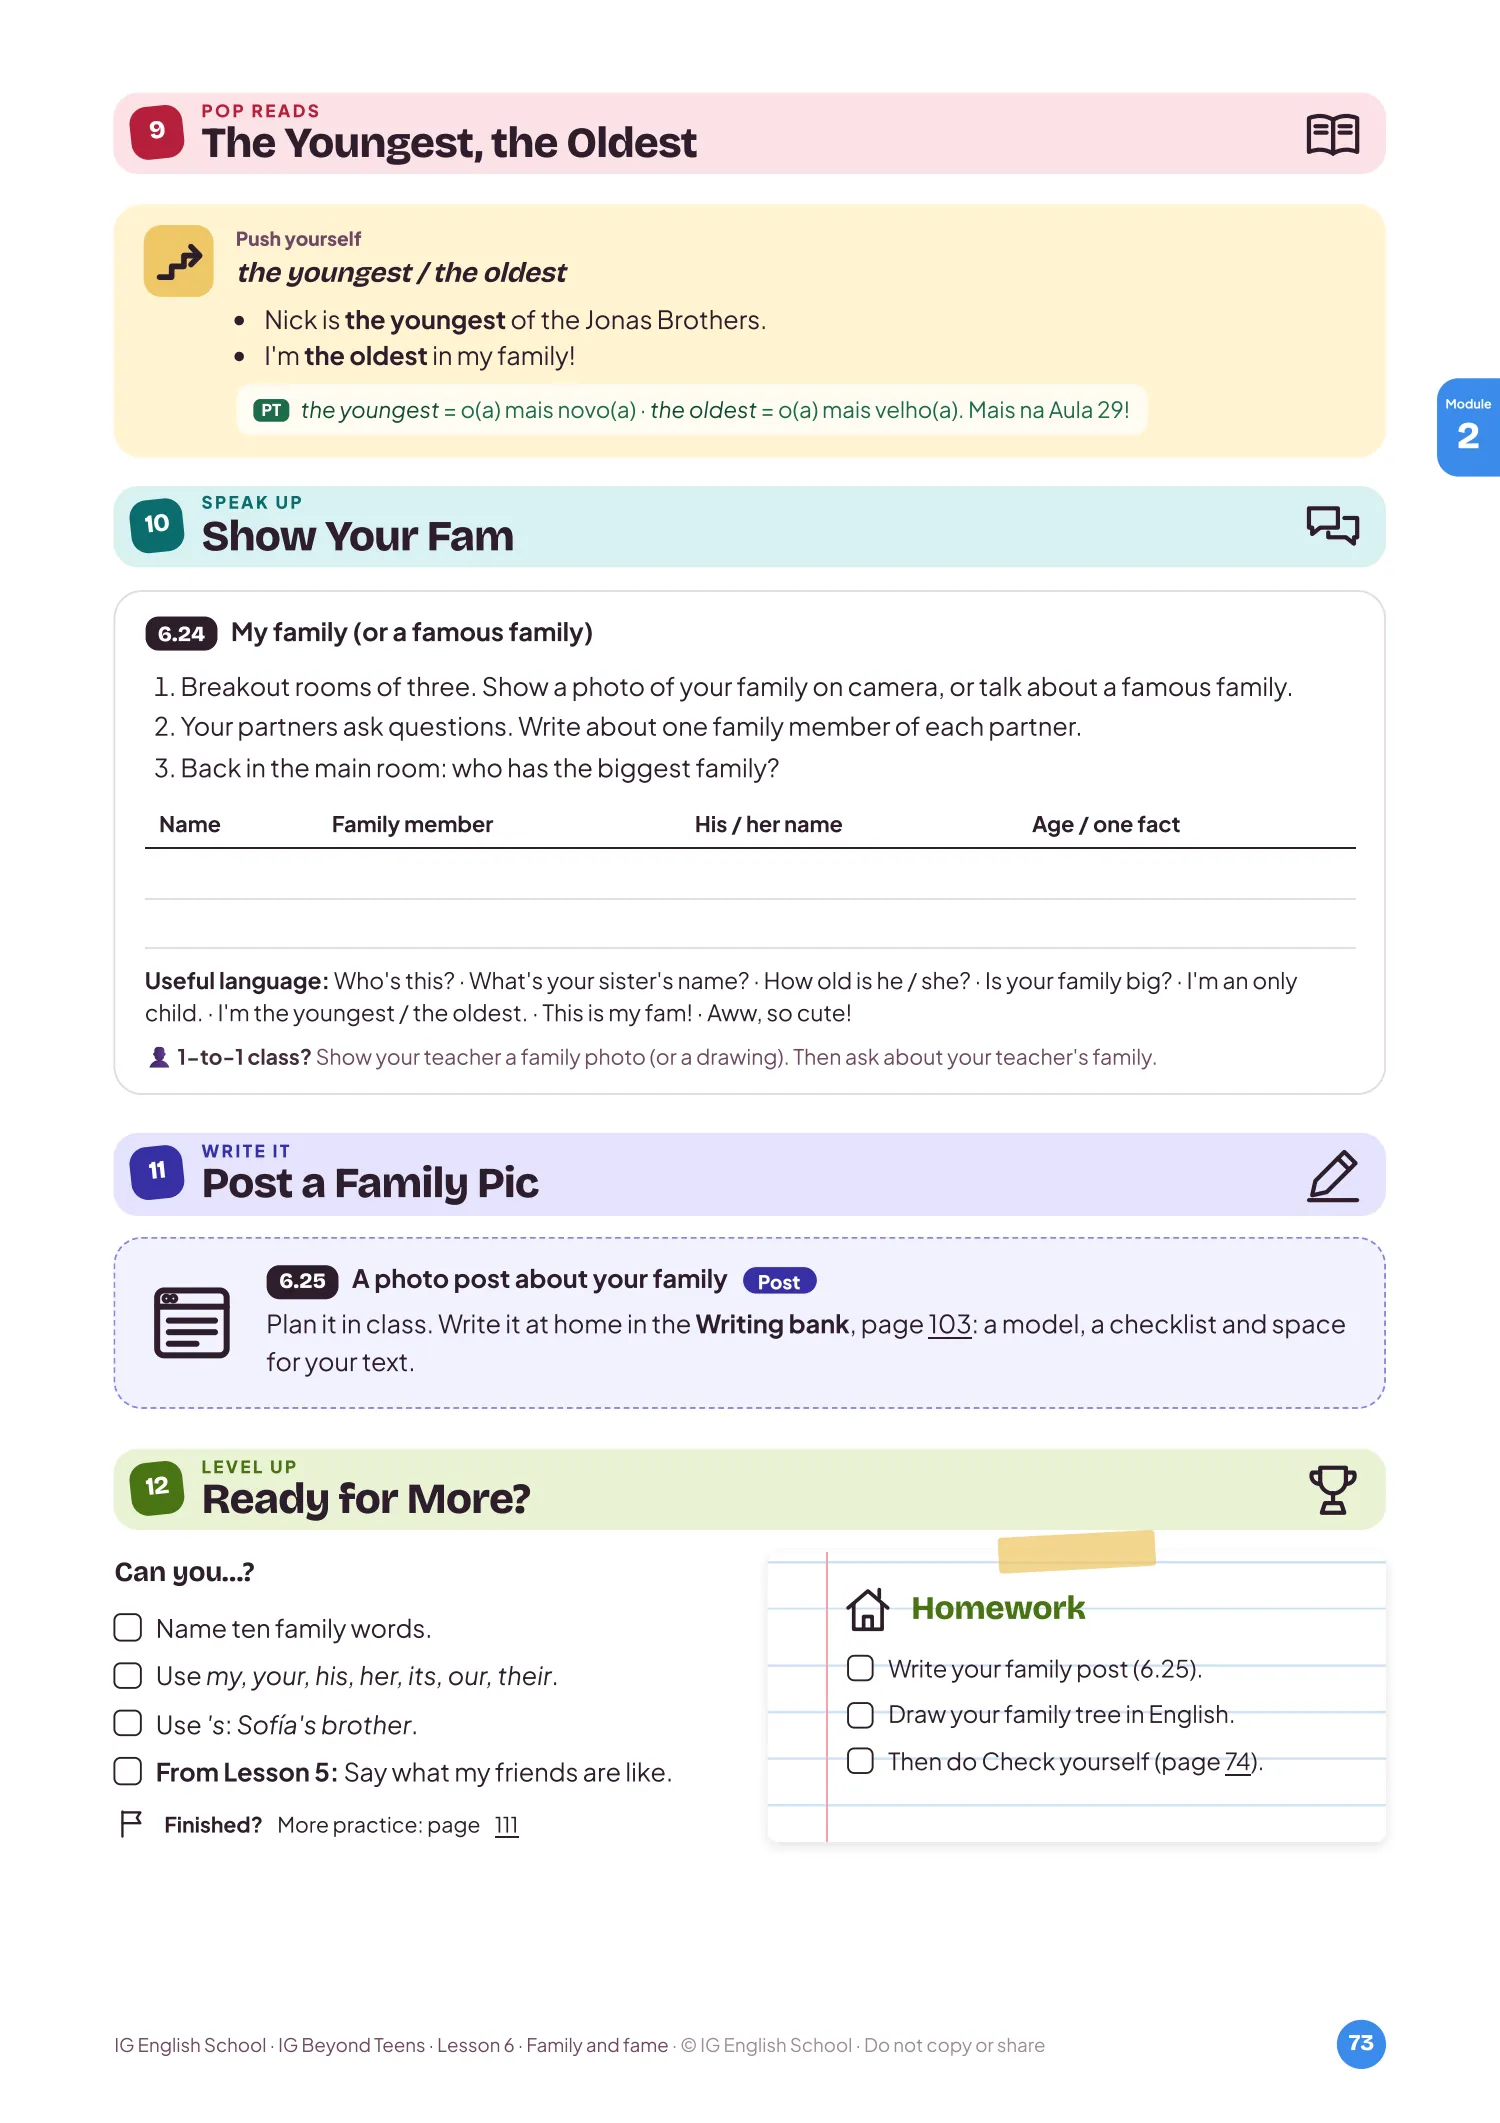 9
POP READS
The Youngest, the Oldest
Push yourself
the youngest / the oldest
• Nick is the youngest of the Jonas Brothers.
• I'm the oldest in my family!
PT the youngest = o(a) mais novo(a) · the oldest = o(a) mais velho(a). Mais na Aula 29!
Module
2
10
SPEAK UP
Show Your Fam
6.24 My family (or a famous family)
1. Breakout rooms of three. Show a photo of your family on camera, or talk about a famous family.
2. Your partners ask questions. Write about one family member of each partner.
3. Back in the main room: who has the biggest family?
Name Family member His / her name Age / one fact
Useful language: Who's this? · What's your sister's name? · How old is he / she? · Is your family big? · I'm an only
child. · I'm the youngest / the oldest. · This is my fam! · Aww, so cute!
1-to-1 class? Show your teacher a family photo (or a drawing). Then ask about your teacher's family.
11
WRITE IT
Post a Family Pic
6.25 A photo post about your family Post
Plan it in class. Write it at home in the Writing bank, page 103: a model, a checklist and space
for your text.
12
LEVEL UP
Ready for More?
Can you...?
Name ten family words.
Use my, your, his, her, its, our, their.
Use 's: Sofía's brother.
From Lesson 5: Say what my friends are like.
Finished? More practice: page 111
Homework
Write your family post (6.25).
Draw your family tree in English.
Then do Check yourself (page 74).
IG English School · IG Beyond Teens · Lesson 6 · Family and fame · © IG English School · Do not copy or share
73